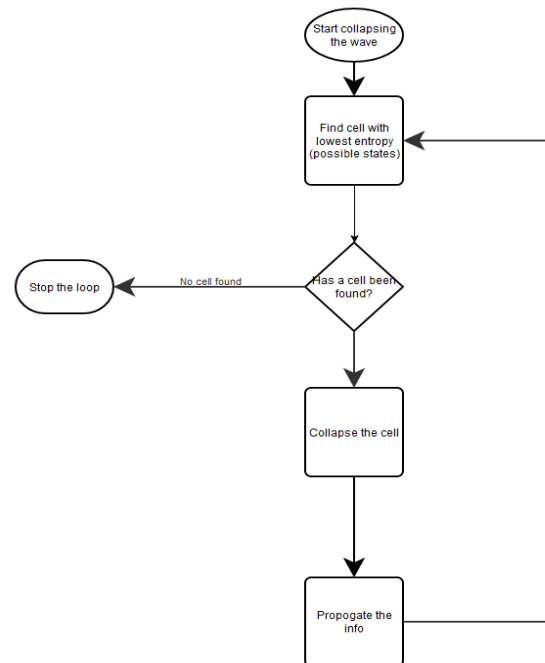 Start collapsing
the wave
Find cell with
lowest entropy
(possible states)
Has a cell been
found?
No cell found
Stop the loop
Collapse the cell
Propogate the
info